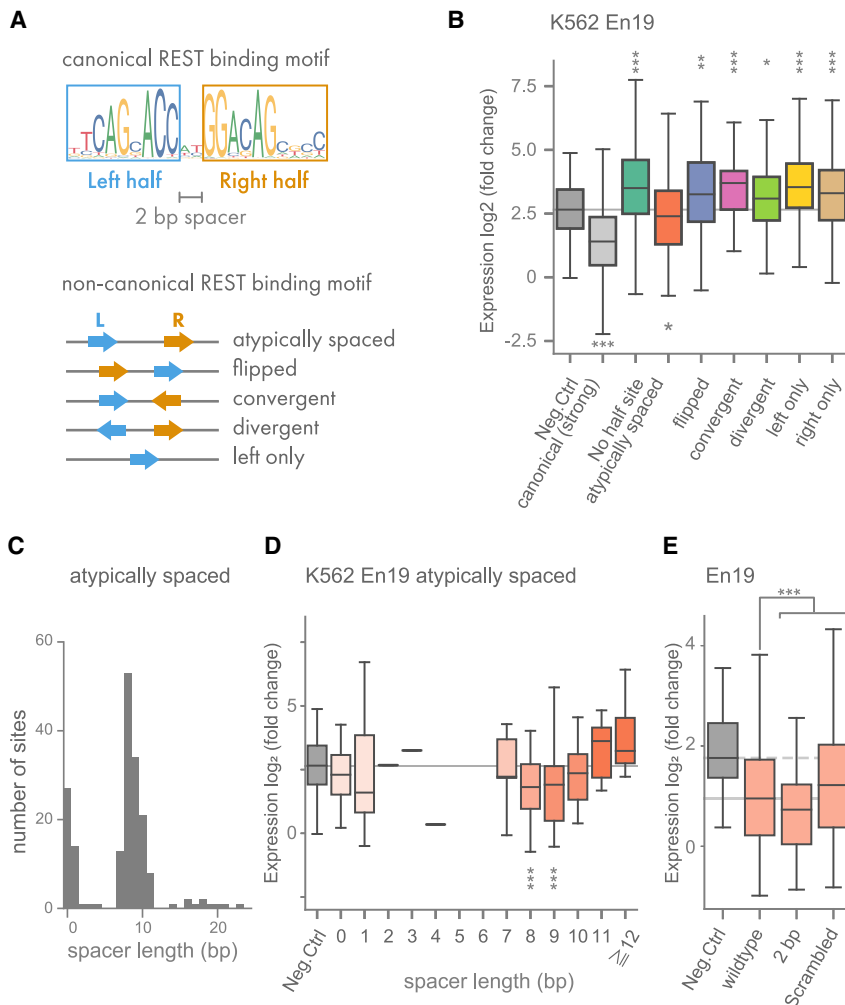 A
canonical REST binding motif
TTCAGCACCATGGACAGCGCC
Left half
Right half
2 bp spacer
non-canonical REST binding motif
L R
atypically spaced
flipped
convergent
divergent
left only
B
K562 En19
Expression log2 (fold change)
7.5
5.0
2.5
0
-2.5
*** ** *** * *** ***
*** *
Neg.Ctrl
canonical (strong)
No half site
atypically spaced
flipped
convergent
divergent
left only
right only
C
atypically spaced
number of sites
60
40
20
0
0 10 20
spacer length (bp)
D
K562 En19 atypically spaced
Expression log₂ (fold change)
5
0
*** ***
Neg.Ctrl 0 1 2 3 4 5 6 7 8 9 10 11 ≥12
spacer length (bp)
E
En19
***
Expression log₂ (fold change)
4
2
0
Neg.Ctrl
wildtype
2 bp
Scrambled